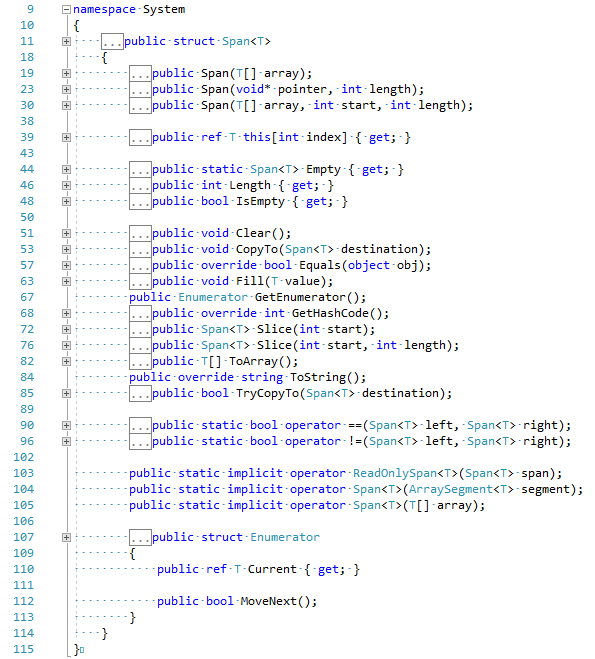 9 namespace System
10 {
11 ...public struct Span<T>
18 {
19 ...public Span(T[] array);
23 ...public Span(void* pointer, int length);
30 ...public Span(T[] array, int start, int length);
38
39 ...public ref T this[int index] { get; }
43
44 ...public static Span<T> Empty { get; }
46 ...public int Length { get; }
48 ...public bool IsEmpty { get; }
50
51 ...public void Clear();
53 ...public void CopyTo(Span<T> destination);
57 ...public override bool Equals(object obj);
63 ...public void Fill(T value);
67 public Enumerator GetEnumerator();
68 ...public override int GetHashCode();
72 ...public Span<T> Slice(int start);
76 ...public Span<T> Slice(int start, int length);
82 ...public T[] ToArray();
84 public override string ToString();
85 ...public bool TryCopyTo(Span<T> destination);
89
90 ...public static bool operator ==(Span<T> left, Span<T> right);
96 ...public static bool operator !=(Span<T> left, Span<T> right);
102
103 public static implicit operator ReadOnlySpan<T>(Span<T> span);
104 public static implicit operator Span<T>(ArraySegment<T> segment);
105 public static implicit operator Span<T>(T[] array);
106
107 ...public struct Enumerator
109 {
110 public ref T Current { get; }
111
112 public bool MoveNext();
113 }
114 }
115 }